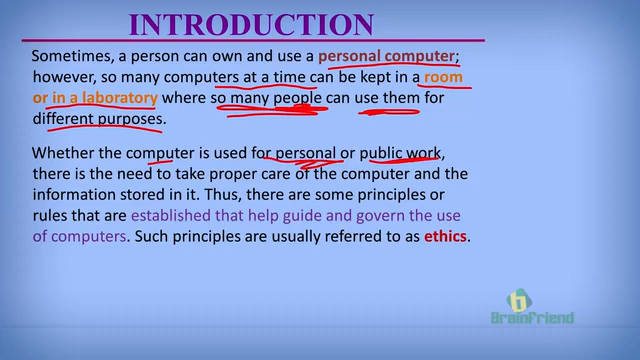 INTRODUCTION
Sometimes, a person can own and use a personal computer;
however, so many computers at a time can be kept in a room
or in a laboratory where so many people can use them for
different purposes.
Whether the computer is used for personal or public work,
there is the need to take proper care of the computer and the
information stored in it. Thus, there are some principles or
rules that are established that help guide and govern the use
of computers. Such principles are usually referred to as ethics.
b
BrainFriend